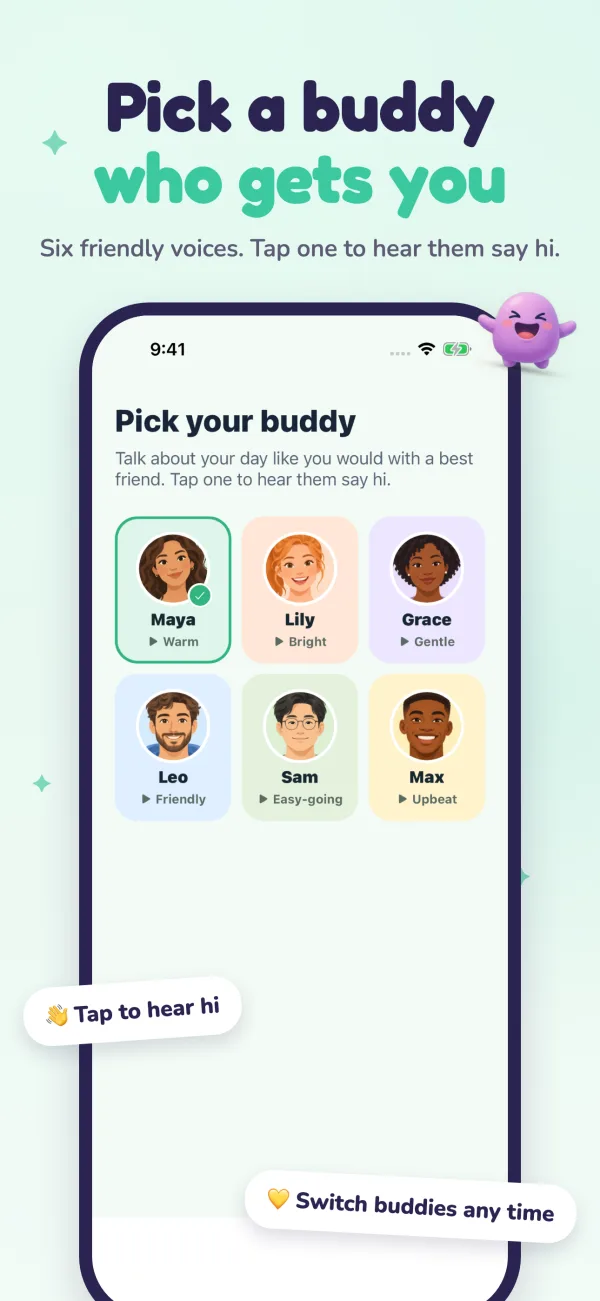 Pick a buddy
who gets you
Six friendly voices. Tap one to hear them say hi.
9:41
Pick your buddy
Talk about your day like you would with a best
friend. Tap one to hear them say hi.
Maya
Warm
Lily
Bright
Grace
Gentle
Leo
Friendly
Sam
Easy-going
Max
Upbeat
👋 Tap to hear hi
💛 Switch buddies any time